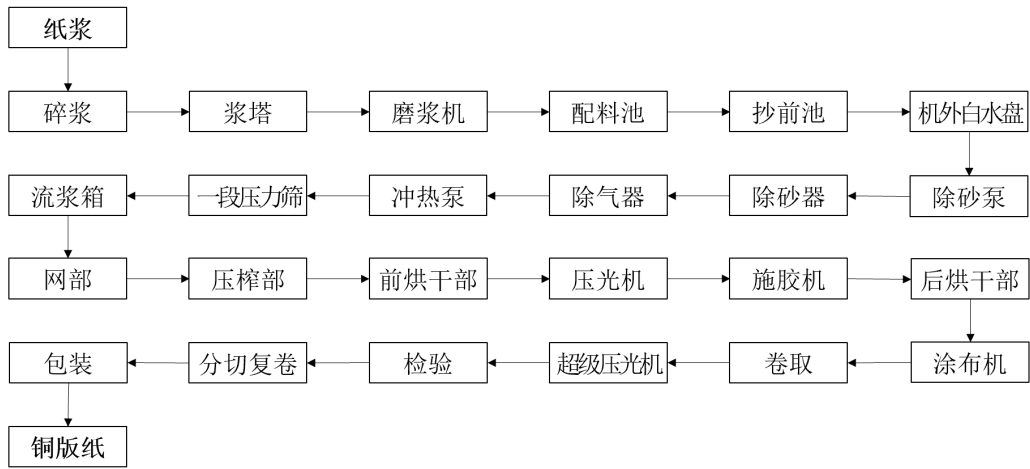 纸浆
碎浆 浆塔 磨浆机 配料池 抄前池 机外白水盘
流浆箱 一段压力筛 冲热泵 除气器 除砂器 除砂泵
网部 压榨部 前烘干部 压光机 施胶机 后烘干部
包装 分切复卷 检验 超级压光机 卷取 涂布机
铜版纸